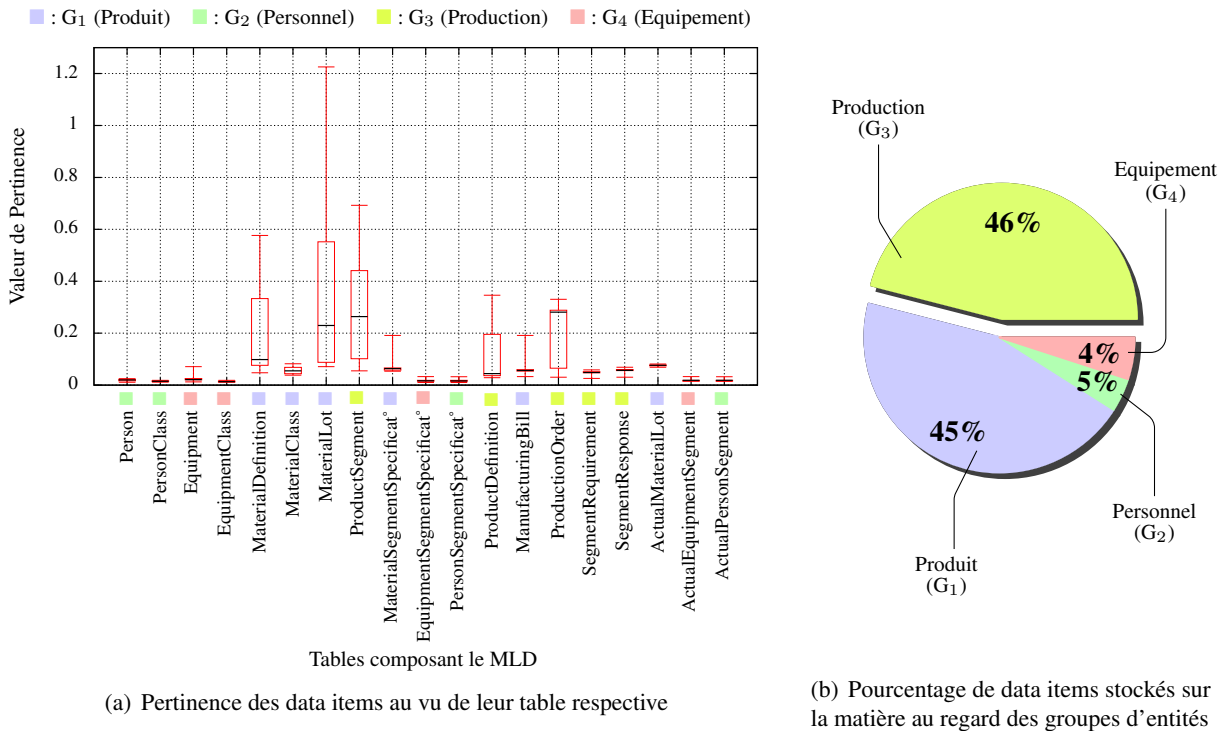 : G₁ (Produit) : G₂ (Personnel) : G₃ (Production) : G₄ (Equipement)
Valeur de Pertinence
1.2
1
0.8
0.6
0.4
0.2
0
Person
PersonClass
Equipment
EquipmentClass
MaterialDefinition
MaterialClass
MaterialLot
ProductSegment
MaterialSegmentSpecificat°
EquipmentSegmentSpecificat°
PersonSegmentSpecificat°
ProductDefinition
ManufacturingBill
ProductionOrder
SegmentRequirement
SegmentResponse
ActualMaterialLot
ActualEquipmentSegment
ActualPersonSegment
Tables composant le MLD
(a) Pertinence des data items au vu de leur table respective
Production
(G₃)
Equipement
(G₄)
46%
4%
5%
45%
Personnel
(G₂)
Produit
(G₁)
(b) Pourcentage de data items stockés sur
la matière au regard des groupes d'entités